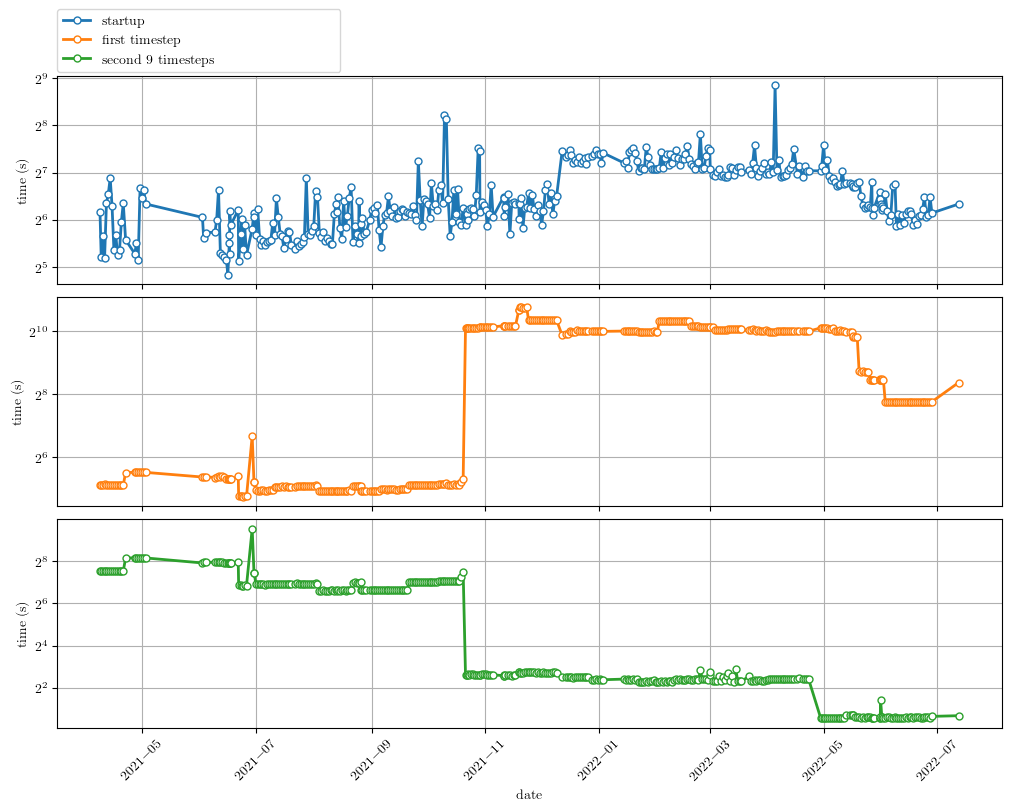 startup
first timestep
second 9 timesteps
2^9
2^8
2^7
2^6
2^5
time (s)
2^10
2^8
2^6
time (s)
2^8
2^6
2^4
2^2
time (s)
2021-05
2021-07
2021-09
2021-11
2022-01
2022-03
2022-05
2022-07
date